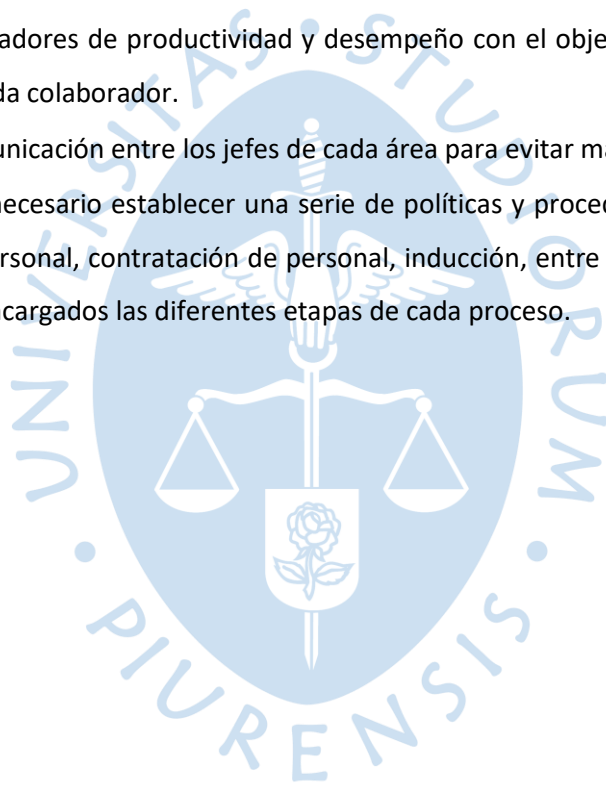 adores de productividad y desempeño con el obje
da colaborador.
unicación entre los jefes de cada área para evitar ma
necesario establecer una serie de políticas y proced
rsonal, contratación de personal, inducción, entre
cargados las diferentes etapas de cada proceso.
UNIVERSITAS • STUDIORUM • PIURENSIS •